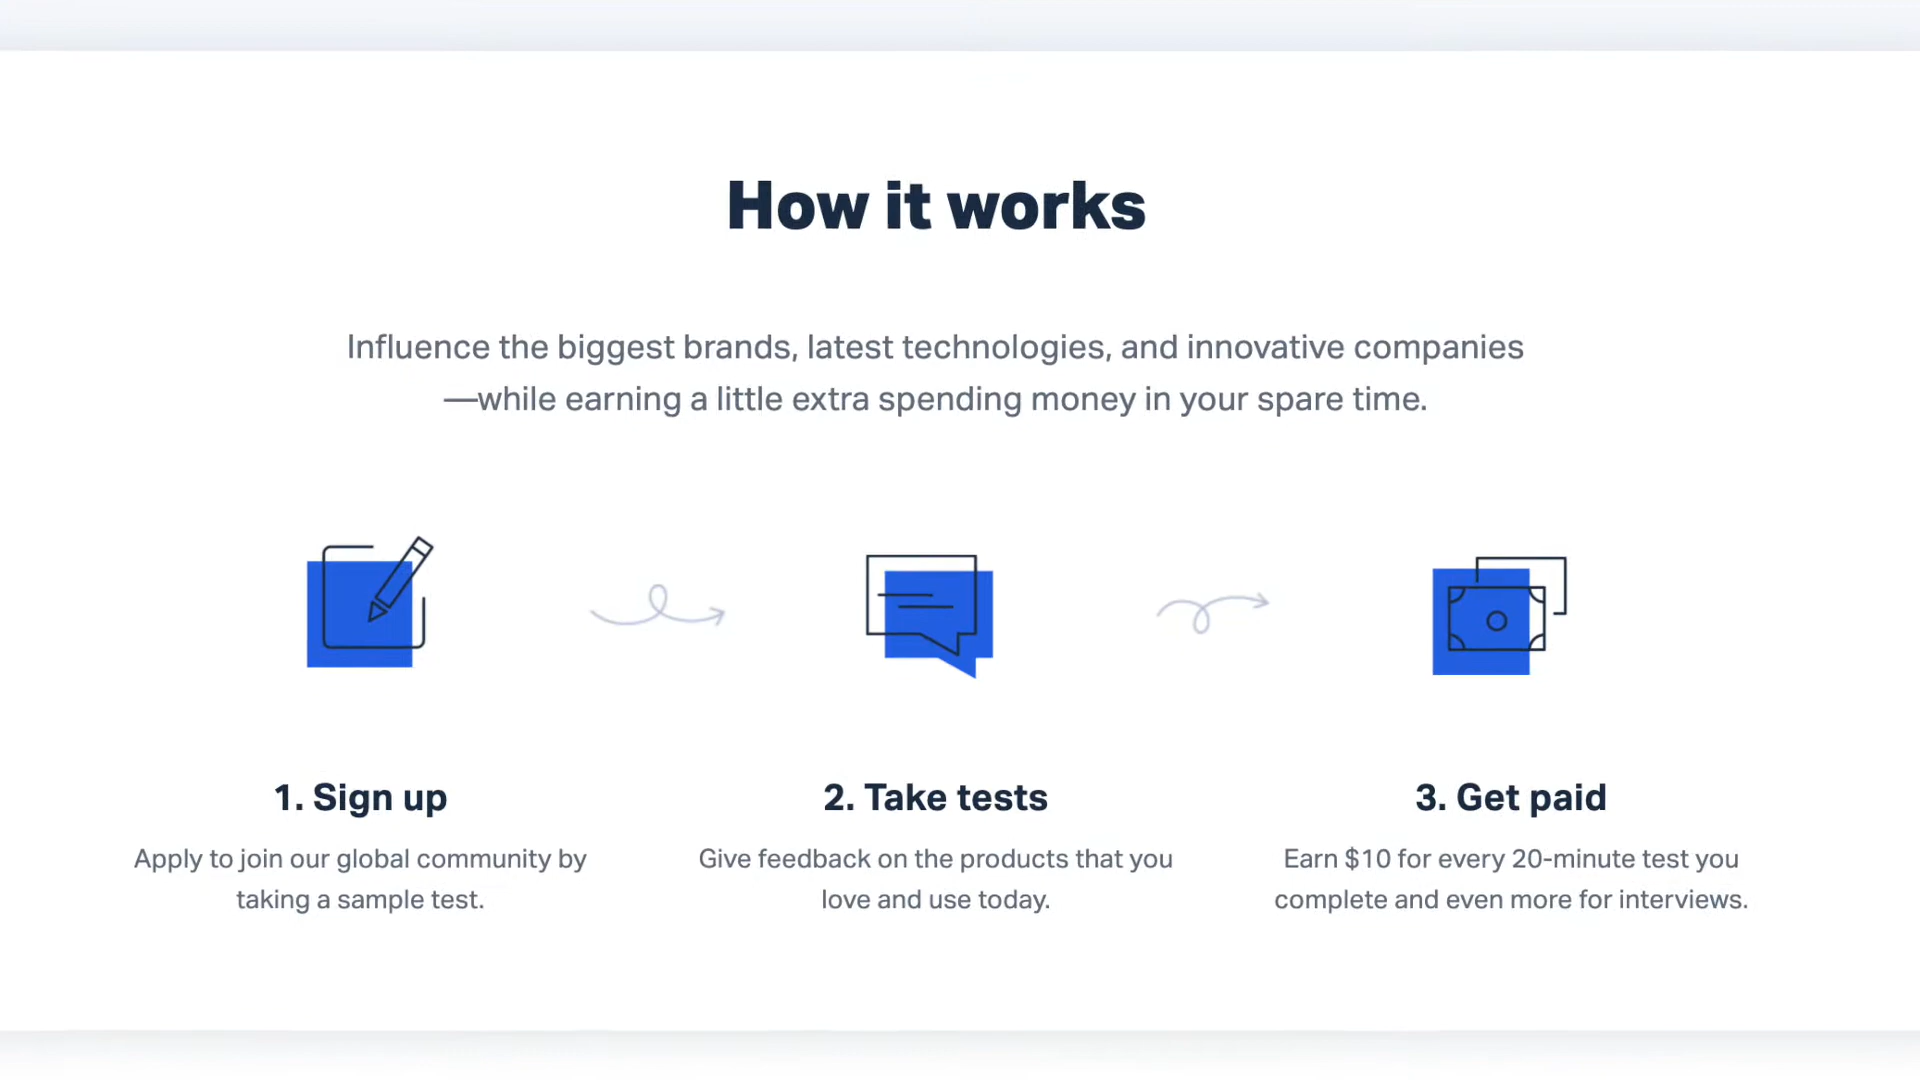 How it works
Influence the biggest brands, latest technologies, and innovative companies
—while earning a little extra spending money in your spare time.
1. Sign up
Apply to join our global community by
taking a sample test.
2. Take tests
Give feedback on the products that you
love and use today.
3. Get paid
Earn $10 for every 20-minute test you
complete and even more for interviews.